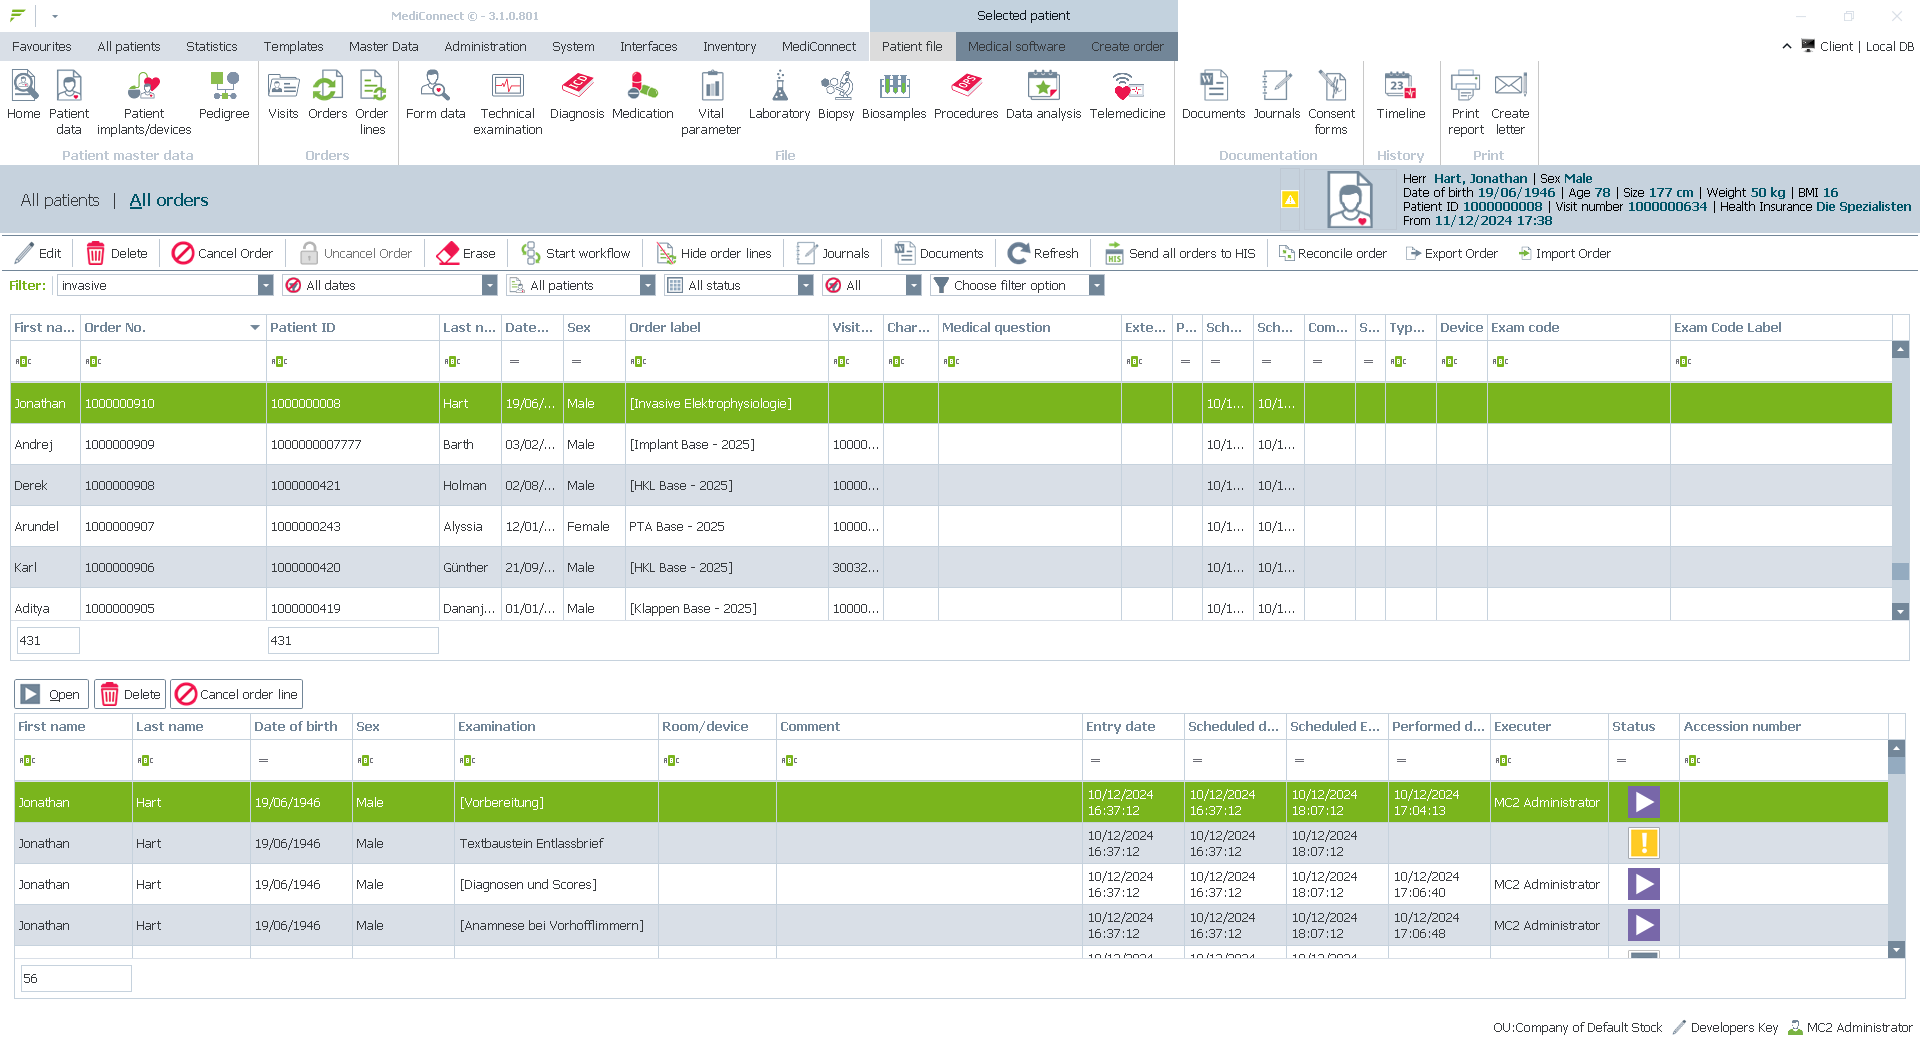 MediConnect © - 3.1.0.801
Selected patient
Favourites All patients Statistics Templates Master Data Administration System Interfaces Inventory MediConnect Patient file Medical software Create order
Client | Local DB
Home Patient data Patient implants/devices Pedigree Visits Orders Order lines Form data Technical examination Diagnosis Medication Vital parameter Laboratory Biopsy Biosamples Procedures Data analysis Telemedicine Documents Journals Consent forms Timeline Print report Create letter
Patient master data Orders File Documentation History Print
All patients | All orders
Herr Hart, Jonathan | Sex Male
Date of birth 19/06/1946 | Age 78 | Size 177 cm | Weight 50 kg | BMI 16
Patient ID 1000000008 | Visit number 1000000634 | Health Insurance Die Spezialisten
From 11/12/2024 17:38
Edit Delete Cancel Order Uncancel Order Erase Start workflow Hide order lines Journals Documents Refresh Send all orders to HIS Reconcile order Export Order Import Order
Filter: invasive All dates All patients All status All Choose filter option
First na... Order No. Patient ID Last n... Date... Sex Order label Visit... Char... Medical question Exte... P... Sch... Sch... Com... S... Typ... Device Exam code Exam Code Label
ABC ABC ABC ABC = = ABC ABC ABC ABC ABC = = = = = ABC ABC ABC ABC
Jonathan 1000000910 1000000008 Hart 19/06/... Male [Invasive Elektrophysiologie] 10/1... 10/1...
Andrej 1000000909 1000000007777 Barth 03/02/... Male [Implant Base - 2025] 10000... 10/1... 10/1...
Derek 1000000908 1000000421 Holman 02/08/... Male [HKL Base - 2025] 10000... 10/1... 10/1...
Arundel 1000000907 1000000243 Alyssia 12/01/... Female PTA Base - 2025 10000... 10/1... 10/1...
Karl 1000000906 1000000420 Günther 21/09/... Male [HKL Base - 2025] 30032... 10/1... 10/1...
Aditya 1000000905 1000000419 Dananj... 01/01/... Male [Klappen Base - 2025] 10000... 10/1... 10/1...
431 431
Open Delete Cancel order line
First name Last name Date of birth Sex Examination Room/device Comment Entry date Scheduled d... Scheduled E... Performed d... Executer Status Accession number
ABC ABC = ABC ABC ABC ABC = = = = ABC = ABC
Jonathan Hart 19/06/1946 Male [Vorbereitung] 10/12/2024 16:37:12 10/12/2024 16:37:12 10/12/2024 18:07:12 10/12/2024 17:04:13 MC2 Administrator
Jonathan Hart 19/06/1946 Male Textbaustein Entlassbrief 10/12/2024 16:37:12 10/12/2024 16:37:12 10/12/2024 18:07:12
Jonathan Hart 19/06/1946 Male [Diagnosen und Scores] 10/12/2024 16:37:12 10/12/2024 16:37:12 10/12/2024 18:07:12 10/12/2024 17:06:40 MC2 Administrator
Jonathan Hart 19/06/1946 Male [Anamnese bei Vorhofflimmern] 10/12/2024 16:37:12 10/12/2024 16:37:12 10/12/2024 18:07:12 10/12/2024 17:06:48 MC2 Administrator
56
OU:Company of Default Stock Developers Key MC2 Administrator